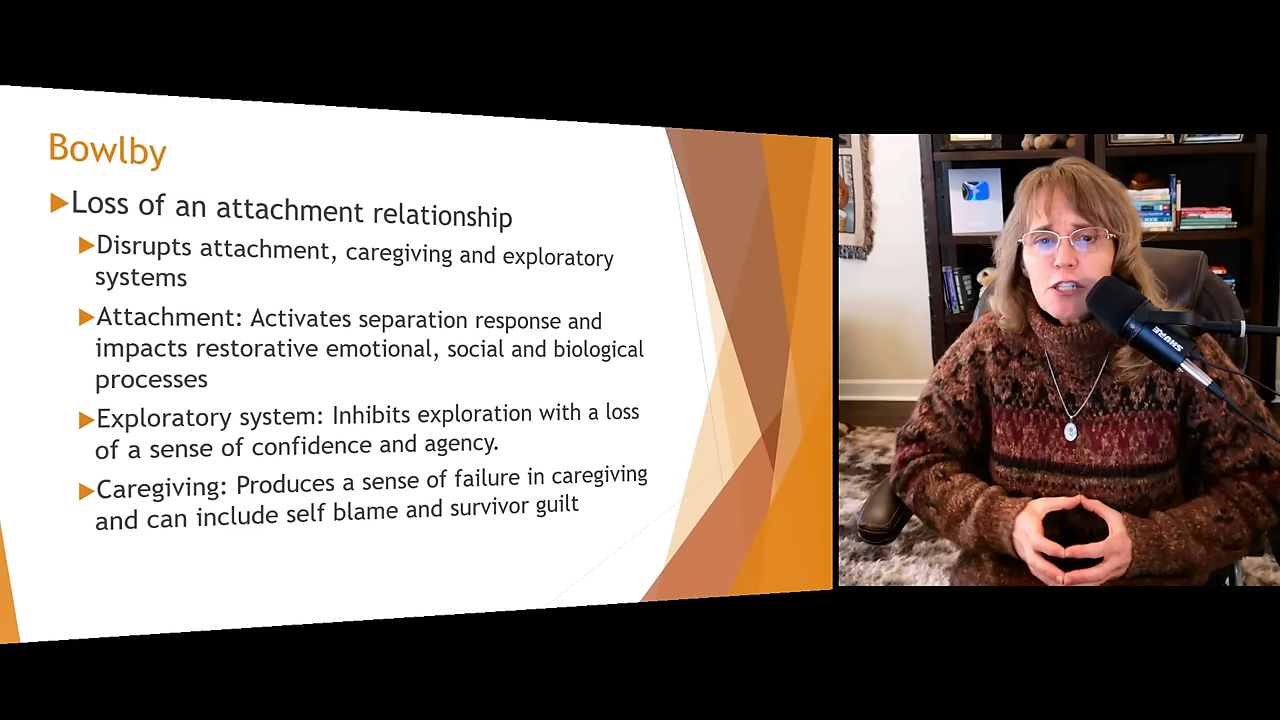 Bowlby
Loss of an attachment relationship
Disrupts attachment, caregiving and exploratory
systems
Attachment: Activates separation response and
impacts restorative emotional, social and biological
processes
Exploratory system: Inhibits exploration with a loss
of a sense of confidence and agency.
Caregiving: Produces a sense of failure in caregiving
and can include self blame and survivor guilt
SHURE